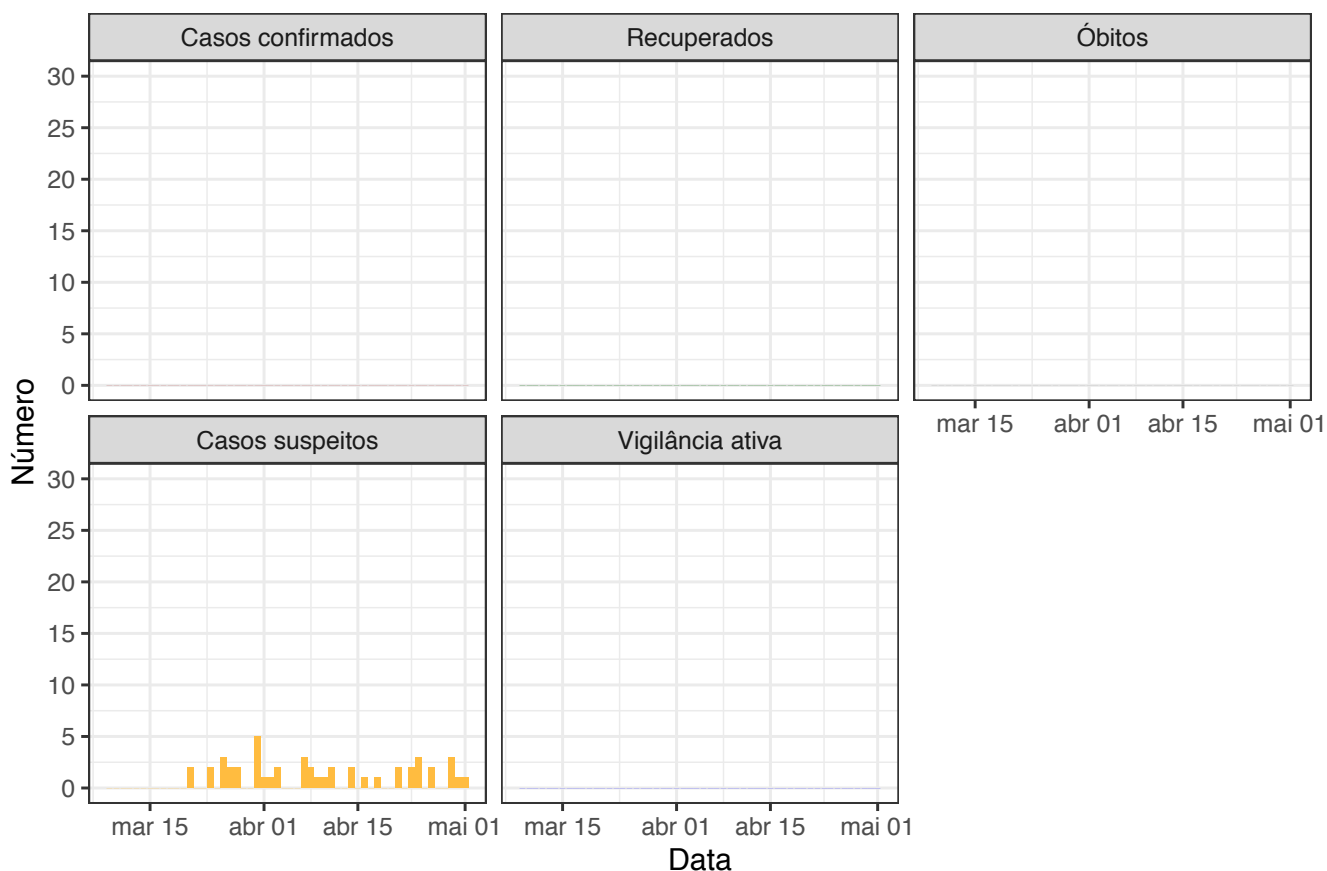 Casos confirmados
Recuperados
Óbitos
30
25
20
15
10
5
0
mar 15 abr 01 abr 15 mai 01
Número
Casos suspeitos
Vigilância ativa
30
25
20
15
10
5
0
mar 15 abr 01 abr 15 mai 01
mar 15 abr 01 abr 15 mai 01
Data